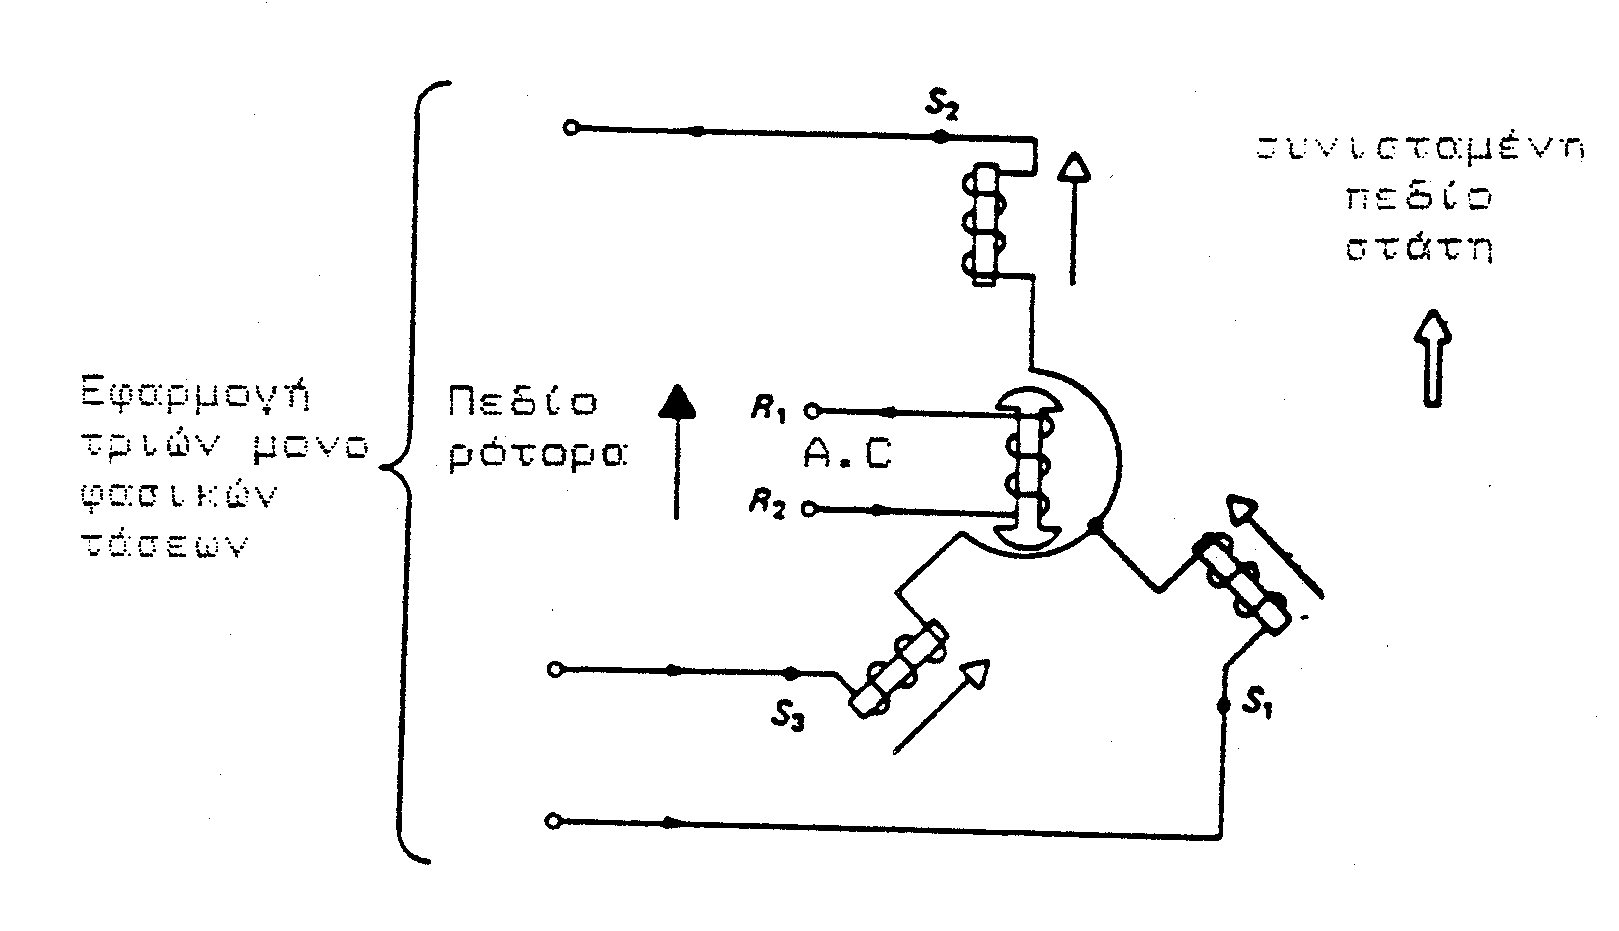 S2
συνισταμένη
πεδίο
στάτη
Εφαρμογή
τριών μονο
φασικών
τάσεων
Πεδίο
ρότορα
R1
A.C
R2
S3
S1